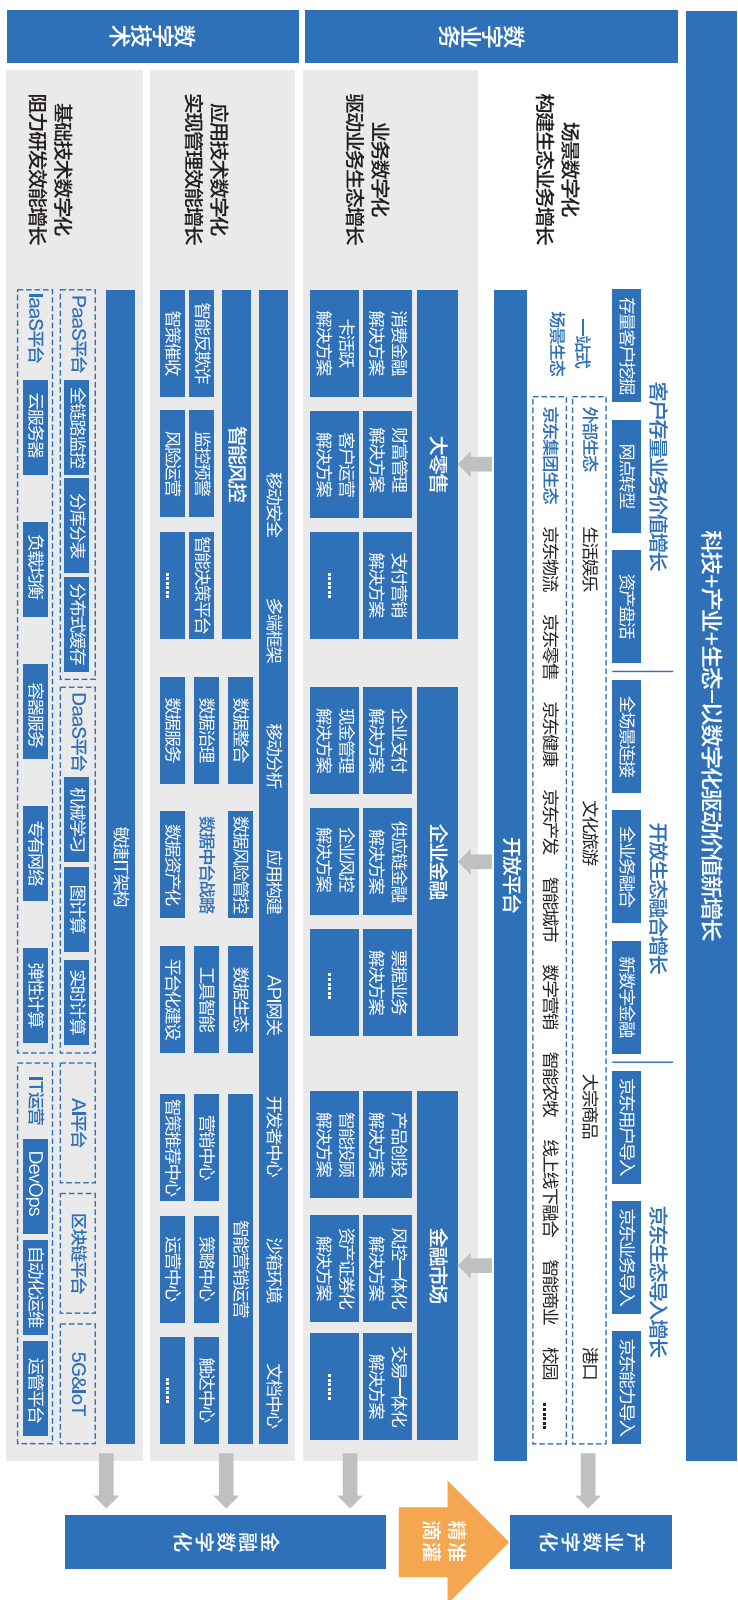 科技+产业+生态—以数字化驱动价值新增长
数字业务
场景数字化
构建生态业务增长
客户存量业务价值增长
开放生态融合增长
京东生态导入增长
存量客户挖掘
网点转型
资产盘活
全场景连接
全业务融合
新数字金融
京东用户导入
京东业务导入
京东能力导入
一站式
场景生态
外部生态
生活娱乐
文化旅游
大宗商品
港口
京东集团生态
京东物流
京东零售
京东健康
京东产发
智能城市
数字营销
智能农牧
线上线下融合
智能商业
校园
......
开放平台
业务数字化
驱动业务生态增长
大零售
消费金融
解决方案
财富管理
解决方案
支付营销
解决方案
卡活跃
解决方案
客户运营
解决方案
......
企业金融
企业支付
解决方案
供应链金融
解决方案
票据业务
解决方案
现金管理
解决方案
企业风控
解决方案
......
金融市场
产品创投
解决方案
风控一体化
解决方案
交易一体化
解决方案
智能投顾
解决方案
资产证券化
解决方案
......
数字技术
应用技术数字化
实现管理效能增长
移动安全
多端框架
移动分析
应用构建
API网关
开发者中心
沙箱环境
文档中心
智能风控
智能反欺诈
监控预警
智能决策平台
智策催收
风险运营
......
数据整合
数据风险管控
数据生态
数据治理
数据中台战略
工具智能
数据服务
数据资产化
平台化建设
智能营销运营
营销中心
策略中心
触达中心
智策推荐中心
运营中心
......
基础技术数字化
阻力研发效能增长
敏捷IT架构
PaaS平台
全链路监控
分库分表
分布式缓存
DaaS平台
机械学习
图计算
实时计算
AI平台
区块链平台
5G&IoT
IaaS平台
云服务器
负载均衡
容器服务
专有网络
弹性计算
IT运营
DevOps
自动化运维
运管平台
产业数字化
精准
滴灌
金融数字化